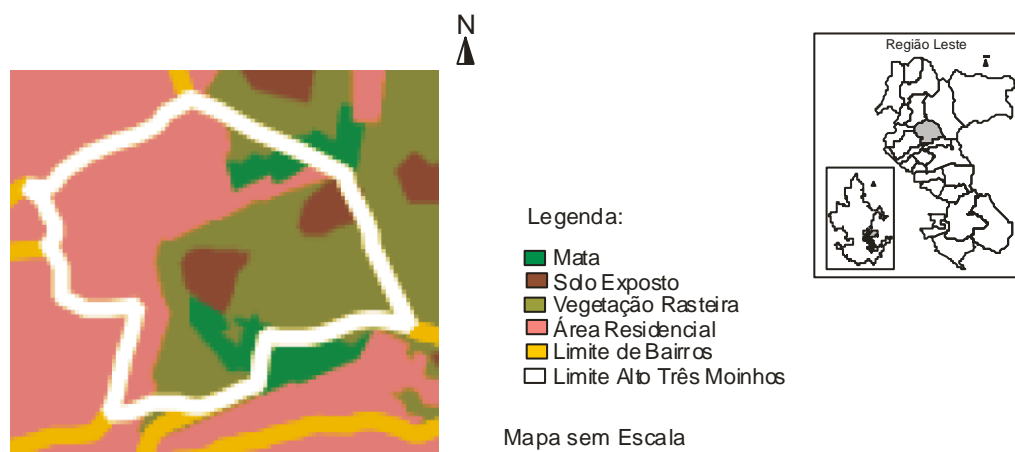 N
Região Leste
Legenda:
Mata
Solo Exposto
Vegetação Rasteira
Área Residencial
Limite de Bairros
Limite Alto Três Moinhos
Mapa sem Escala